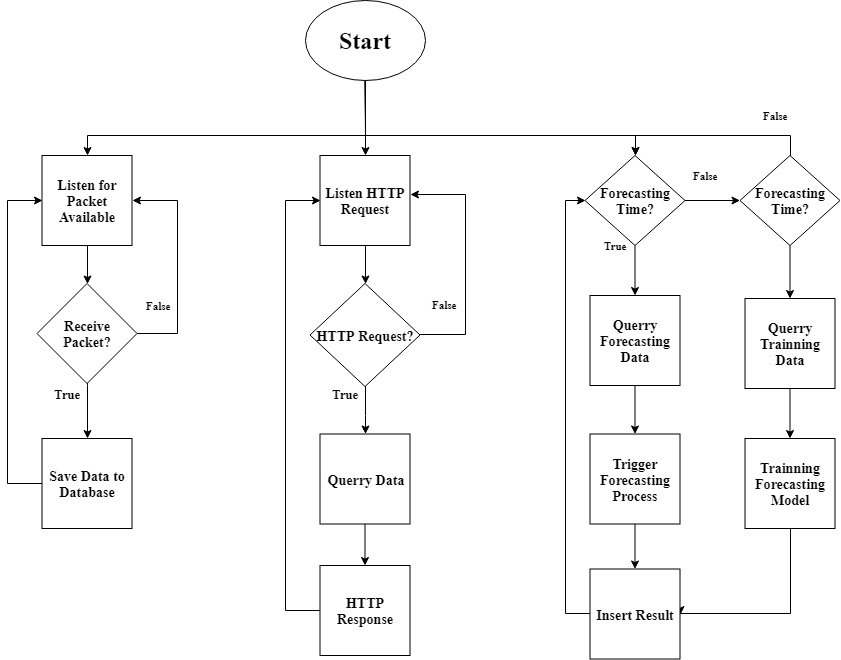 Start
False
Listen for
Packet
Available
False
Receive
Packet?
True
Save Data to
Database
Listen HTTP
Request
False
HTTP Request?
True
Querry Data
HTTP
Response
Forecasting
Time?
False
True
Querry
Forecasting
Data
Trigger
Forecasting
Process
Insert Result
Forecasting
Time?
Querry
Trainning
Data
Trainning
Forecasting
Model